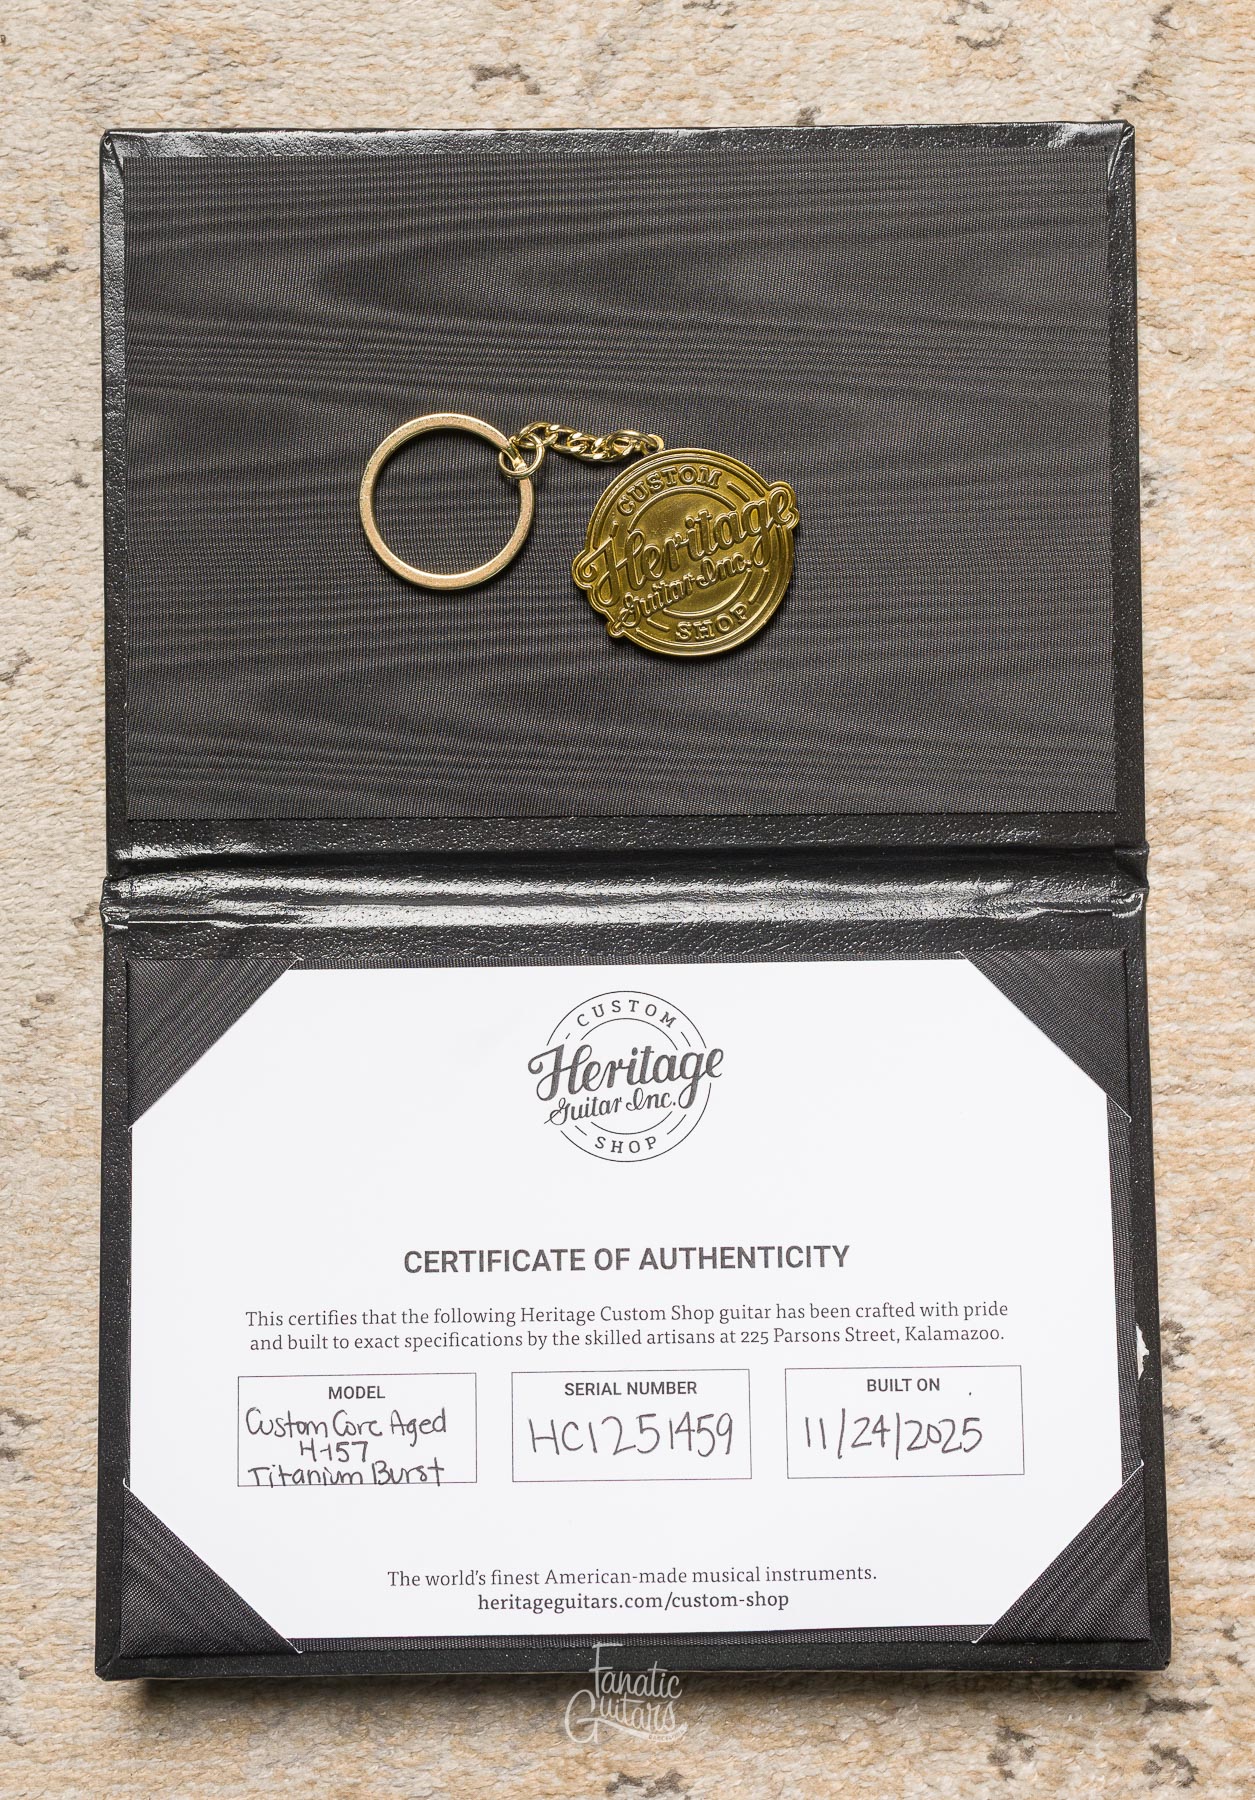 CUSTOM
Heritage
Guitar Inc.
SHOP
CUSTOM
Heritage
Guitar Inc.
SHOP
CERTIFICATE OF AUTHENTICITY
This certifies that the following Heritage Custom Shop guitar has been crafted with pride
and built to exact specifications by the skilled artisans at 225 Parsons Street, Kalamazoo.
MODEL
Custom Core Aged
H-157
Titanium Burst
SERIAL NUMBER
HC1251459
BUILT ON
11/24/2025
The world's finest American-made musical instruments.
heritageguitars.com/custom-shop
Fanatic
Guitars